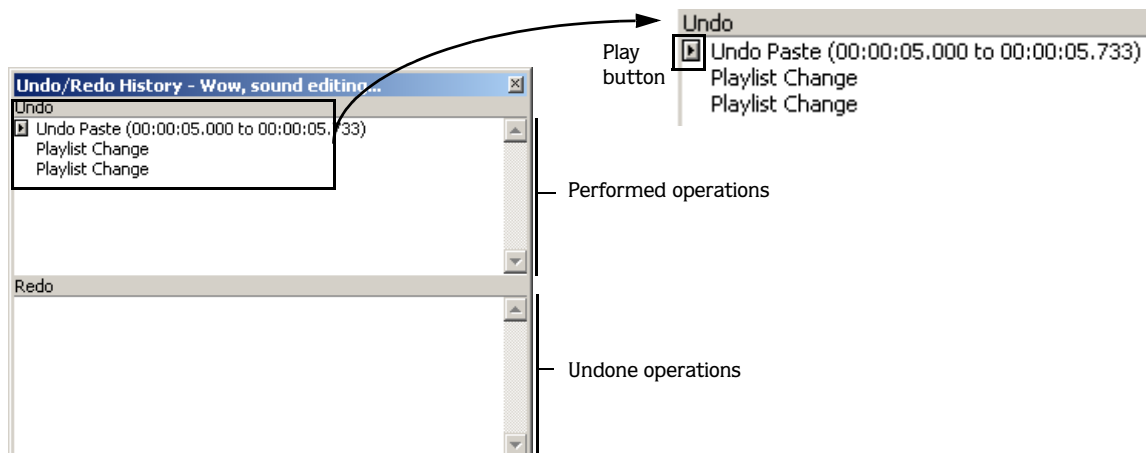 Undo/Redo History - Wow, sound editing...
Undo
Undo Paste (00:00:05.000 to 00:00:05.733)
Playlist Change
Playlist Change
Redo
Performed operations
Undone operations
Play
button
Undo
Undo Paste (00:00:05.000 to 00:00:05.733)
Playlist Change
Playlist Change